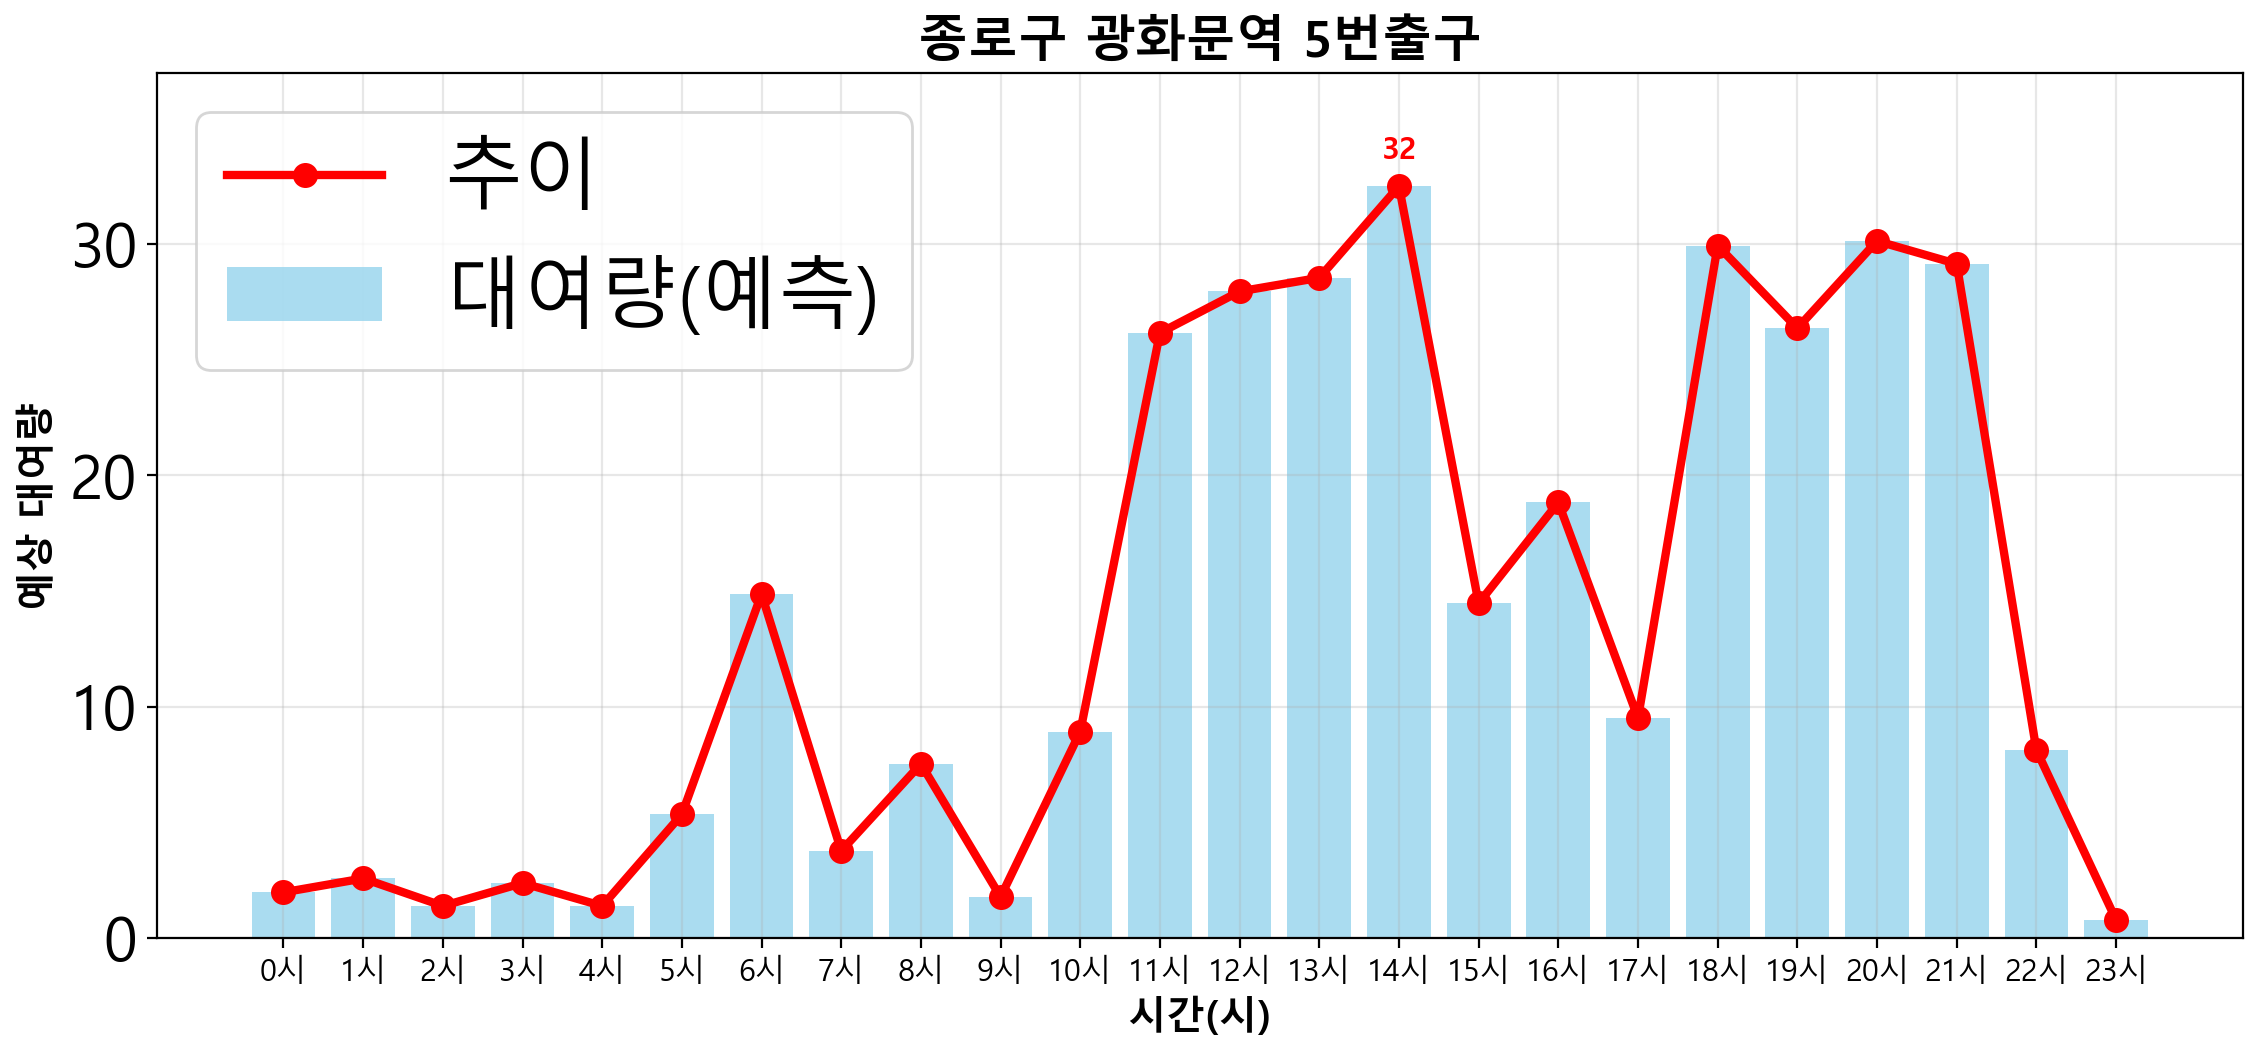 종로구 광화문역 5번출구
추이
대여량(예측)
32
예상 대여량
30
20
10
0
0시 1시 2시 3시 4시 5시 6시 7시 8시 9시 10시 11시 12시 13시 14시 15시 16시 17시 18시 19시 20시 21시 22시 23시
시간(시)